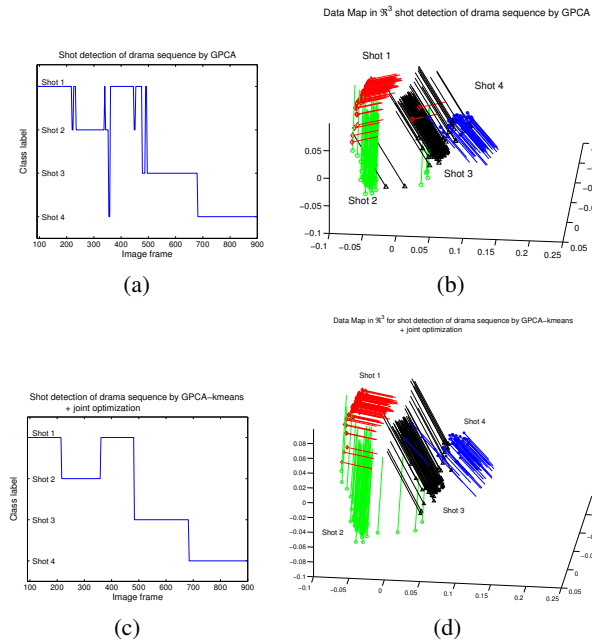 Shot detection of drama sequence by GPCA
Class label
Shot 1
Shot 2
Shot 3
Shot 4
100 200 300 400 500 600 700 800 900
Image frame
(a)
Data Map in ℜ³ shot detection of drama sequence by GPCA
Shot 1
Shot 4
Shot 3
Shot 2
0.05
0
−0.05
−0.1
−0.1 −0.05 0 0.05 0.1 0.15 0.2 0.25
0
0.05
(b)
Shot detection of drama sequence by GPCA−kmeans
+ joint optimization
Class label
Shot 1
Shot 2
Shot 3
Shot 4
100 200 300 400 500 600 700 800 900
Image frame
(c)
Data Map in ℜ³ for shot detection of drama sequence by GPCA−kmeans
+ joint optimization
Shot 1
Shot 4
Shot 3
Shot 2
0.08
0.06
0.04
0.02
0
−0.02
−0.04
−0.06
−0.08
−0.1
−0.1 −0.05 0 0.05 0.1 0.15 0.2 0.25
0
0.05
(d)